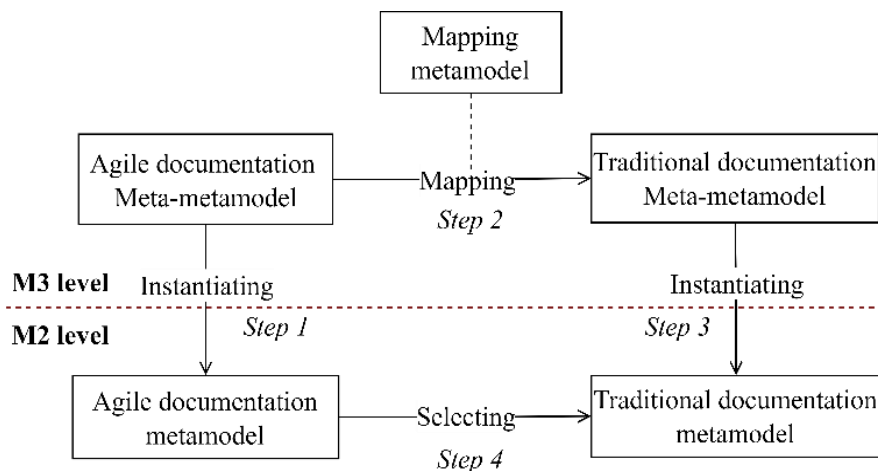 Mapping
metamodel
Agile documentation
Meta-metamodel
Mapping
Step 2
Traditional documentation
Meta-metamodel
M3 level
Instantiating
Instantiating
M2 level
Step 1
Step 3
Agile documentation
metamodel
Selecting
Step 4
Traditional documentation
metamodel